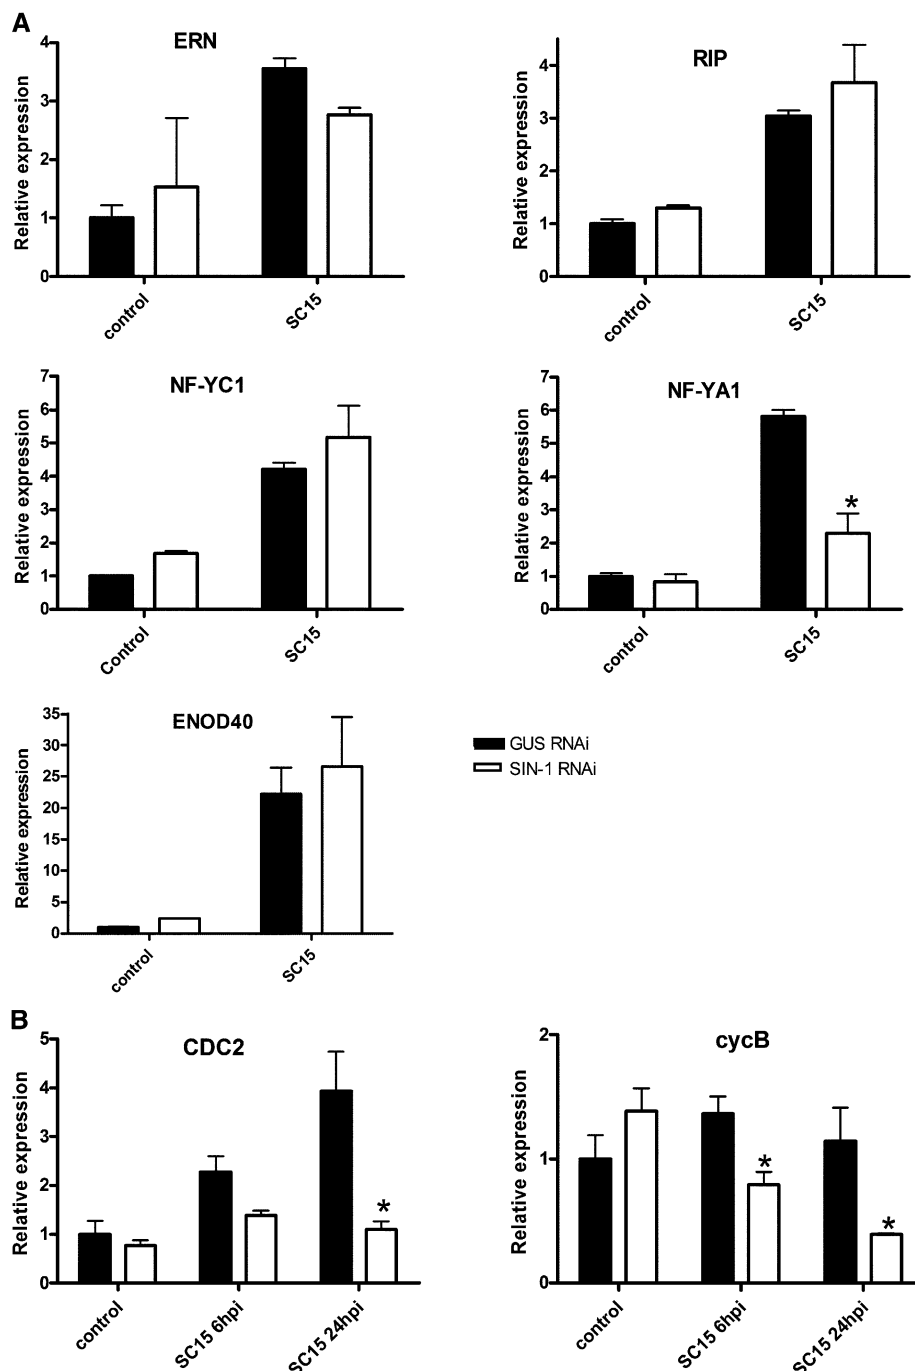 A
ERN
Relative expression
4
3
2
1
0
control
SC15
RIP
Relative expression
4
3
2
1
0
control
SC15
NF-YC1
Relative expression
7
6
5
4
3
2
1
0
Control
SC15
NF-YA1
Relative expression
7
6
5
4
3
2
1
0
*
control
SC15
ENOD40
Relative expression
35
30
25
20
15
10
5
0
control
SC15
GUS RNAi
SIN-1 RNAi
B
CDC2
Relative expression
5
4
3
2
1
0
*
control
SC15 6hpi
SC15 24hpi
cycB
Relative expression
2
1
0
*
*
control
SC15 6hpi
SC15 24hpi